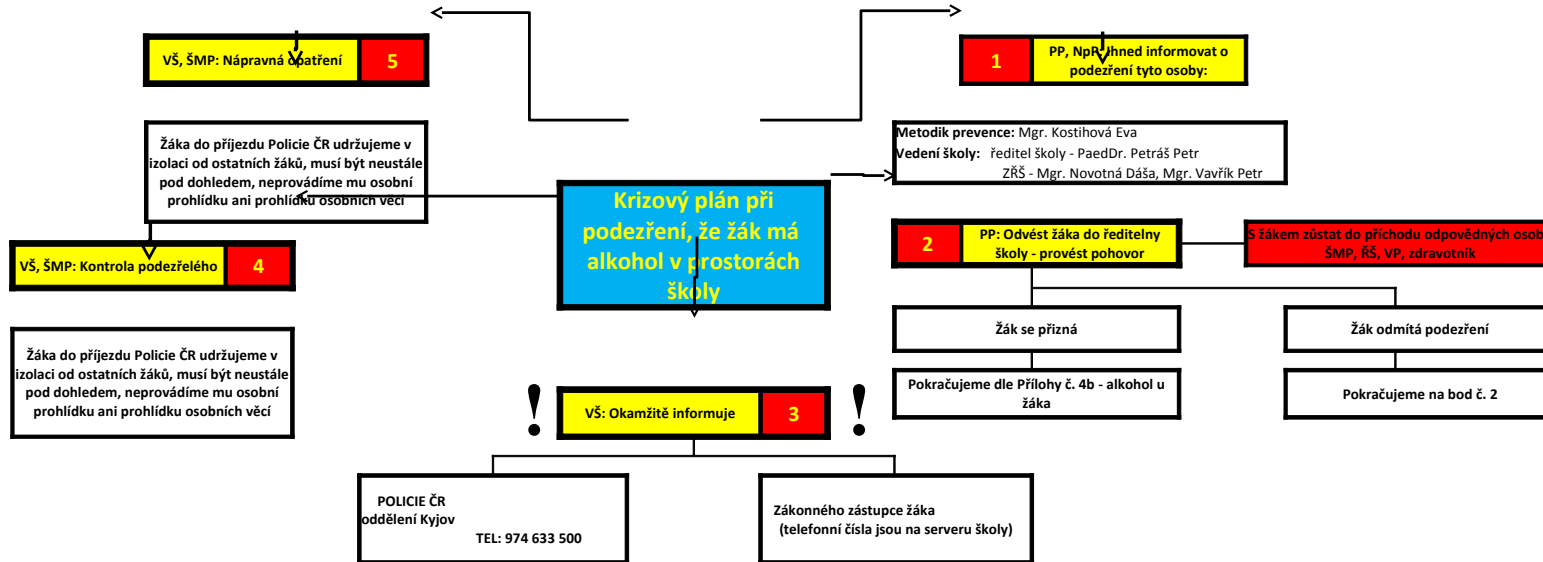 VŠ, ŠMP: Nápravná opatření
5
1
PP, NpR: Ihned informovat o
podezření tyto osoby:
Žáka do příjezdu Policie ČR udržujeme v
izolaci od ostatních žáků, musí být neustále
pod dohledem, neprovádíme mu osobní
prohlídku ani prohlídku osobních věcí
Metodik prevence: Mgr. Kostihová Eva
Vedení školy: ředitel školy - PaedDr. Petráš Petr
ZŘŠ - Mgr. Novotná Dáša, Mgr. Vavřík Petr
Krizový plán při
podezření, že žák má
alkohol v prostorách
školy
2
PP: Odvést žáka do ředitelny
školy - provést pohovor
S žákem zůstat do příchodu odpovědných osob
ŠMP, ŘŠ, VP, zdravotník
VŠ, ŠMP: Kontrola podezřelého
4
Žák se přizná
Žák odmítá podezření
Žáka do příjezdu Policie ČR udržujeme v
izolaci od ostatních žáků, musí být neustále
pod dohledem, neprovádíme mu osobní
prohlídku ani prohlídku osobních věcí
Pokračujeme dle Přílohy č. 4b - alkohol u
žáka
Pokračujeme na bod č. 2
!
VŠ: Okamžitě informuje
3
!
POLICIE ČR
oddělení Kyjov
TEL: 974 633 500
Zákonného zástupce žáka
(telefonní čísla jsou na serveru školy)